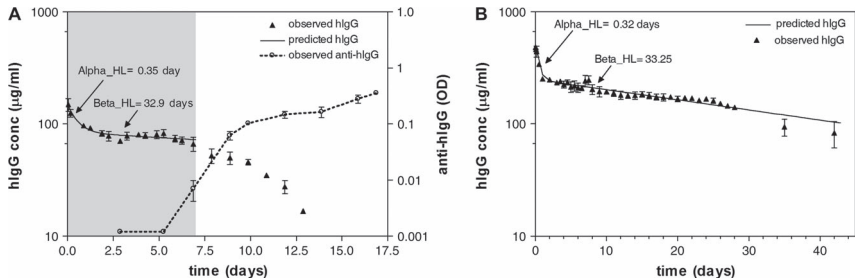 A
1000
100
10
hIgG conc (μg/ml)
▲ observed hIgG
predicted hIgG
observed anti-hIgG
Alpha_HL= 0.35 day
Beta_HL= 32.9 days
1.0
1
0.1
0.01
0.001
anti-hIgG (OD)
0.0 2.5 5.0 7.5 10.0 12.5 15.0 17.5
time (days)
B
1000
100
10
hIgG conc (μg/ml)
predicted hIgG
▲ observed hIgG
Alpha_HL= 0.32 days
Beta_HL= 33.25
0 10 20 30 40
time (days)